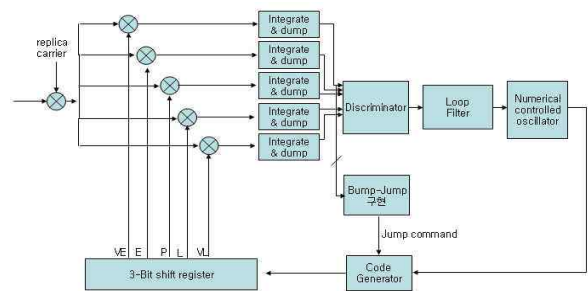 replica
carrier
Integrate
& dump
Integrate
& dump
Integrate
& dump
Integrate
& dump
Integrate
& dump
Discriminator
Loop
Filter
Numerical
controlled
oscillator
Bump-Jump
구현
Jump command
VE E P L VL
3-Bit shift register
Code
Generator